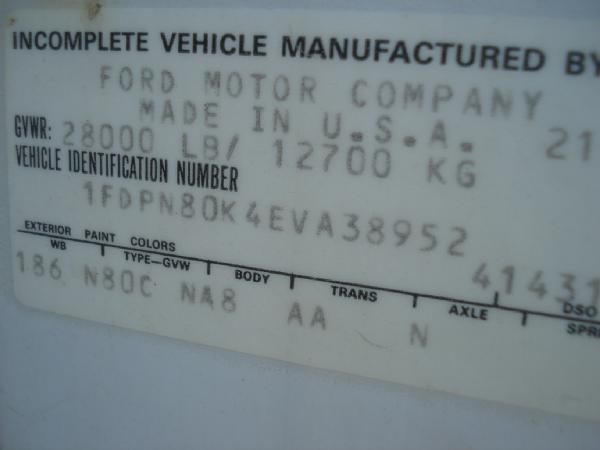 INCOMPLETE VEHICLE MANUFACTURED BY
FORD MOTOR COMPANY
MADE IN U.S.A. 21
GVWR: 28000 LB/ 12700 KG
VEHICLE IDENTIFICATION NUMBER
1FDPN80K4EVA38952
EXTERIOR PAINT COLORS 41431
WB TYPE—GVW BODY TRANS AXLE DSO
SPR
186 N80C NA8 AA N